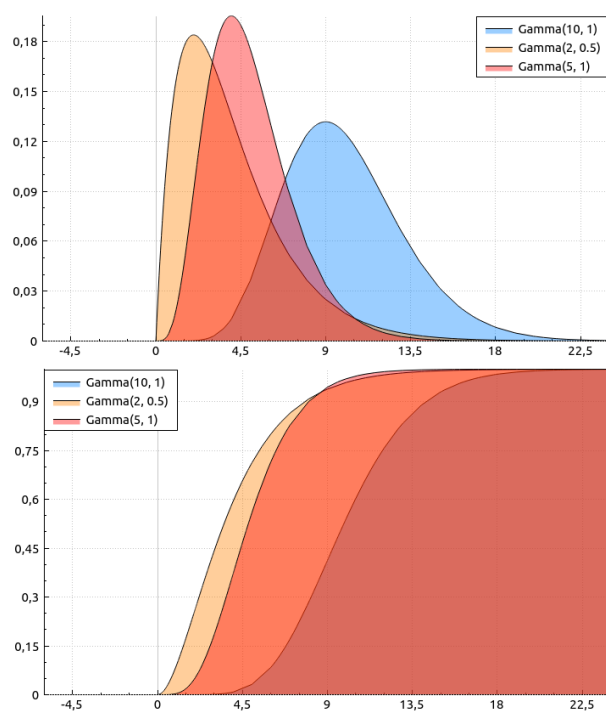 0,18
0,15
0,12
0,09
0,06
0,03
0
Gamma(10, 1)
Gamma(2, 0.5)
Gamma(5, 1)
-4,5 0 4,5 9 13,5 18 22,5
Gamma(10, 1)
Gamma(2, 0.5)
Gamma(5, 1)
0,9
0,75
0,6
0,45
0,3
0,15
0
-4,5 0 4,5 9 13,5 18 22,5